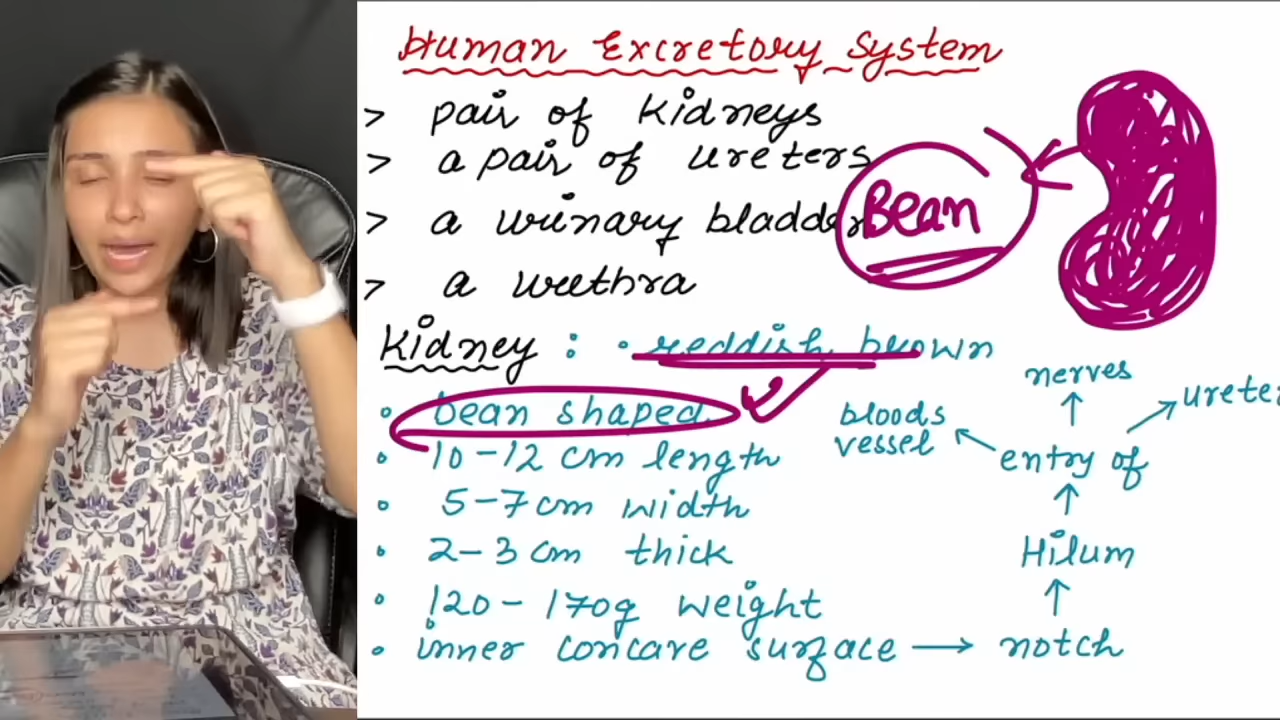 Human Excretory System
> pair of kidneys
> a pair of ureters
> a urinary bladder
Bean
> a urethra
Kidney : • reddish brown
• bean shaped
• 10-12 cm length
• 5-7cm width
• 2-3 cm thick
• 120-170g weight
• inner concave surface → notch
Hilum
entry of
bloods vessel
nerves
ureter